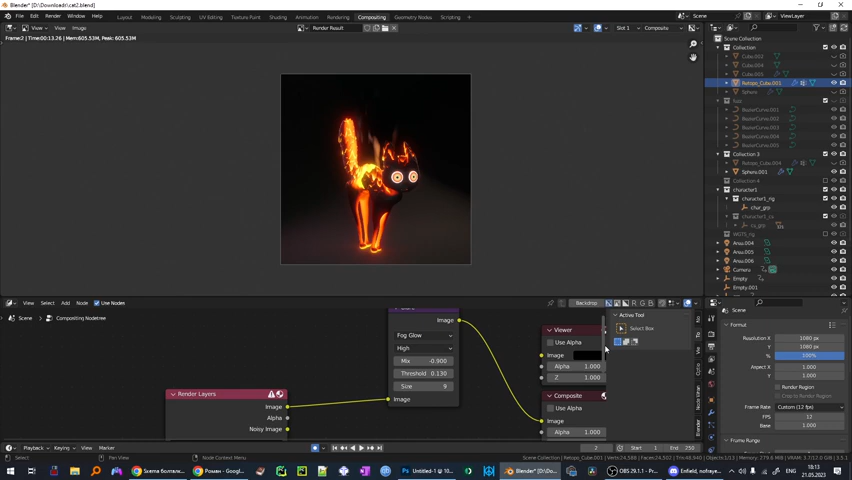 Blender* [D:\Downloads\cat2.blend]
File Edit Render Window Help Layout Modeling Sculpting UV Editing Texture Paint Shading Animation Rendering Compositing Geometry Nodes Scripting Scene ViewLayer
View View Image Render Result Slot 1 Composite
Frame:2 | Time:00:13.26 | Mem:605.53M, Peak: 605.53M
Scene Collection
Collection
Cube.003
Cube.004
Cube.005
Retopo_Cube.001
Sphere
BezierCurve.001
BezierCurve.002
BezierCurve.003
BezierCurve.004
BezierCurve.005
Collection 3
Retopo_Cube.004
Sphere.001
Collection 4
character1
character1_rig
char_grp
character1_cs
cs_grp
WGTS_rig
Area.004
Area.005
Area.006
Camera
Empty
Empty.001
View Select Add Node Use Nodes Backdrop R G B
Scene > Compositing Nodetree
Image
Fog Glow
High
Mix -0.900
Threshold 0.130
Size 9
Image
Render Layers
Image
Alpha
Noisy Image
Viewer
Use Alpha
Image
Alpha 1.000
Z 1.000
Composite
Use Alpha
Image
Alpha 1.000
Active Tool
Select Box
Scene
Format
Resolution X 1080 px
Y 1080 px
% 100%
Aspect X 1.000
Y 1.000
Render Region
Crop to Render Region
Frame Rate Custom (12 fps)
FPS 12
Base 1.000
Frame Range
Playback Keying View Marker 2 Start 1 End 250
Select Pan View Node Context Menu
Untitled-1 @ 10... Blender* [D:\Do... OBS 29.1.1 - Pr... Enfield, nofraye...
18:13
21.05.2023